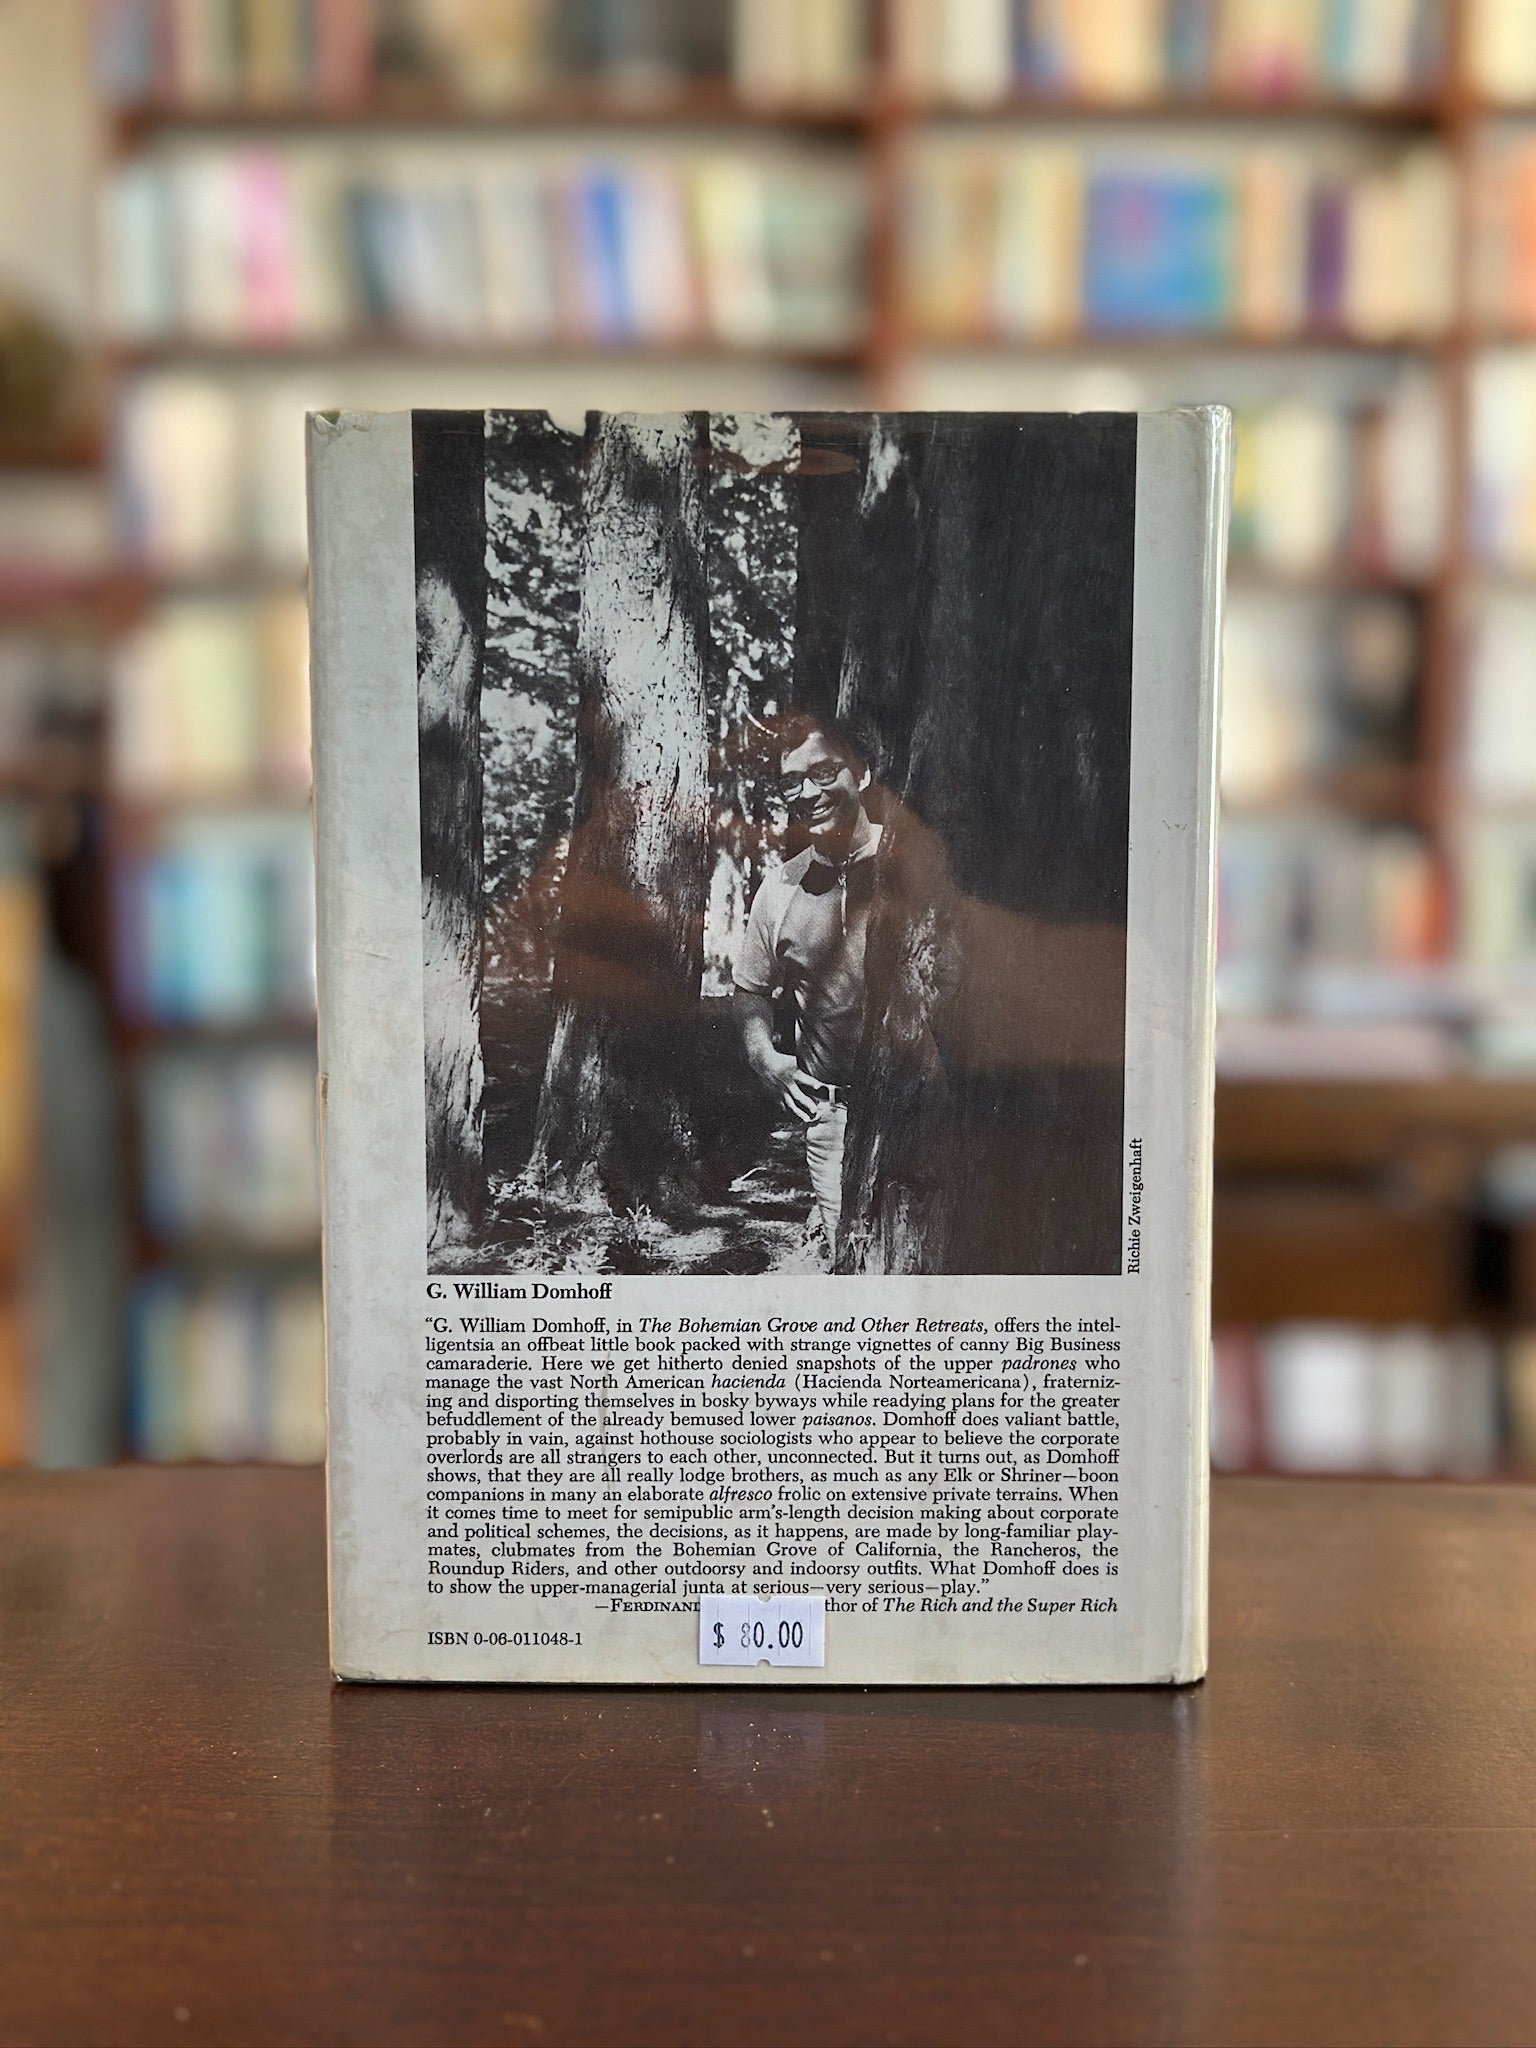 Richie Zweigenhaft
G. William Domhoff
“G. William Domhoff, in The Bohemian Grove and Other Retreats, offers the intel-
ligentsia an offbeat little book packed with strange vignettes of canny Big Business
camaraderie. Here we get hitherto denied snapshots of the upper padrones who
manage the vast North American hacienda (Hacienda Norteamericana), fraterniz-
ing and disporting themselves in bosky byways while readying plans for the greater
befuddlement of the already bemused lower paisanos. Domhoff does valiant battle,
probably in vain, against hothouse sociologists who appear to believe the corporate
overlords are all strangers to each other, unconnected. But it turns out, as Domhoff
shows, that they are all really lodge brothers, as much as any Elk or Shriner—boon
companions in many an elaborate alfresco frolic on extensive private terrains. When
it comes time to meet for semipublic arm’s-length decision making about corporate
and political schemes, the decisions, as it happens, are made by long-familiar play-
mates, clubmates from the Bohemian Grove of California, the Rancheros, the
Roundup Riders, and other outdoorsy and indoorsy outfits. What Domhoff does is
to show the upper-managerial junta at serious—very serious—play.”
—FERDINAND thor of The Rich and the Super Rich
ISBN 0-06-011048-1
$ 80.00